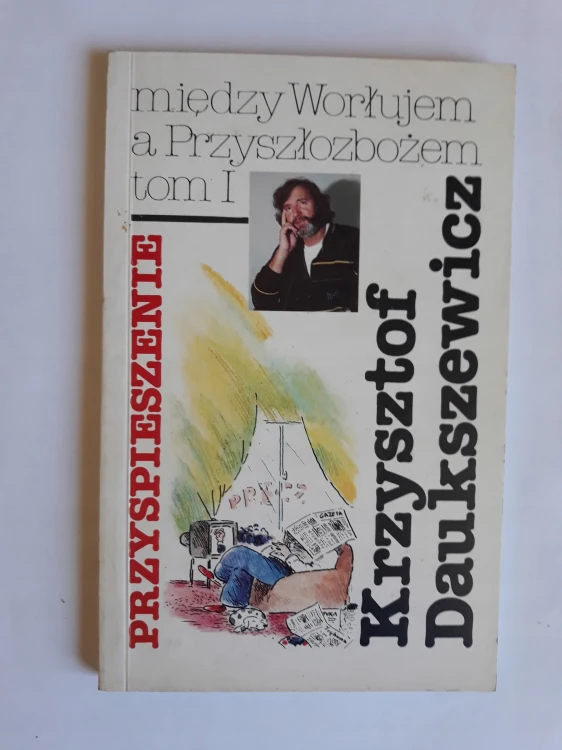 między Worłujem
a Przyszłozbożem
tom I
PRZYSPIESZENIE
Krzysztof
Daukszewicz
GAZETA